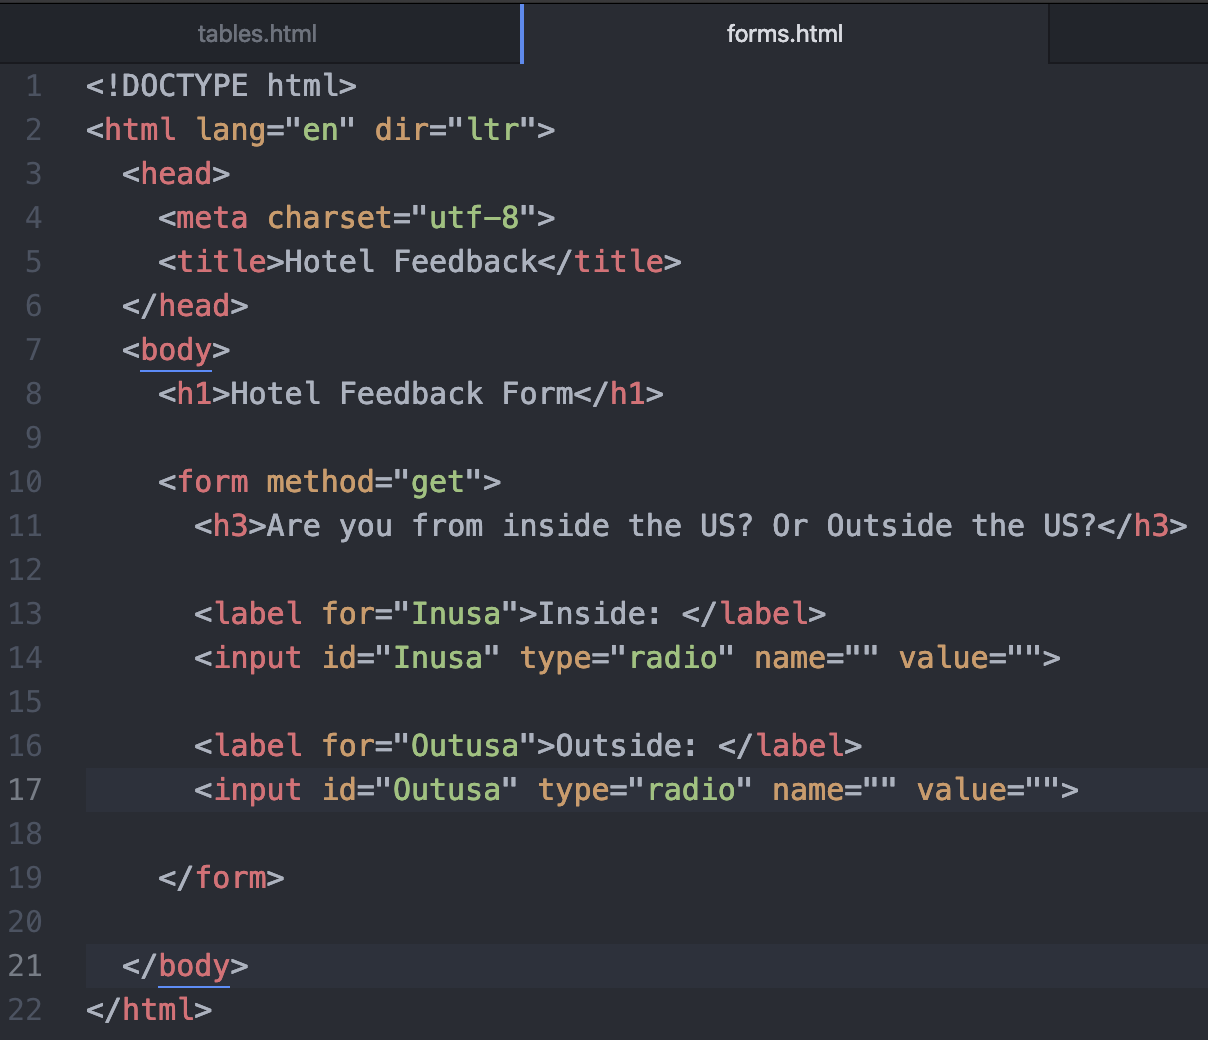 tables.html
forms.html
1 <!DOCTYPE html>
2 <html lang="en" dir="ltr">
3   <head>
4     <meta charset="utf-8">
5     <title>Hotel Feedback</title>
6   </head>
7   <body>
8     <h1>Hotel Feedback Form</h1>
9
10     <form method="get">
11       <h3>Are you from inside the US? Or Outside the US?</h3>
12
13       <label for="Inusa">Inside: </label>
14       <input id="Inusa" type="radio" name="" value="">
15
16       <label for="Outusa">Outside: </label>
17       <input id="Outusa" type="radio" name="" value="">
18
19     </form>
20
21   </body>
22 </html>